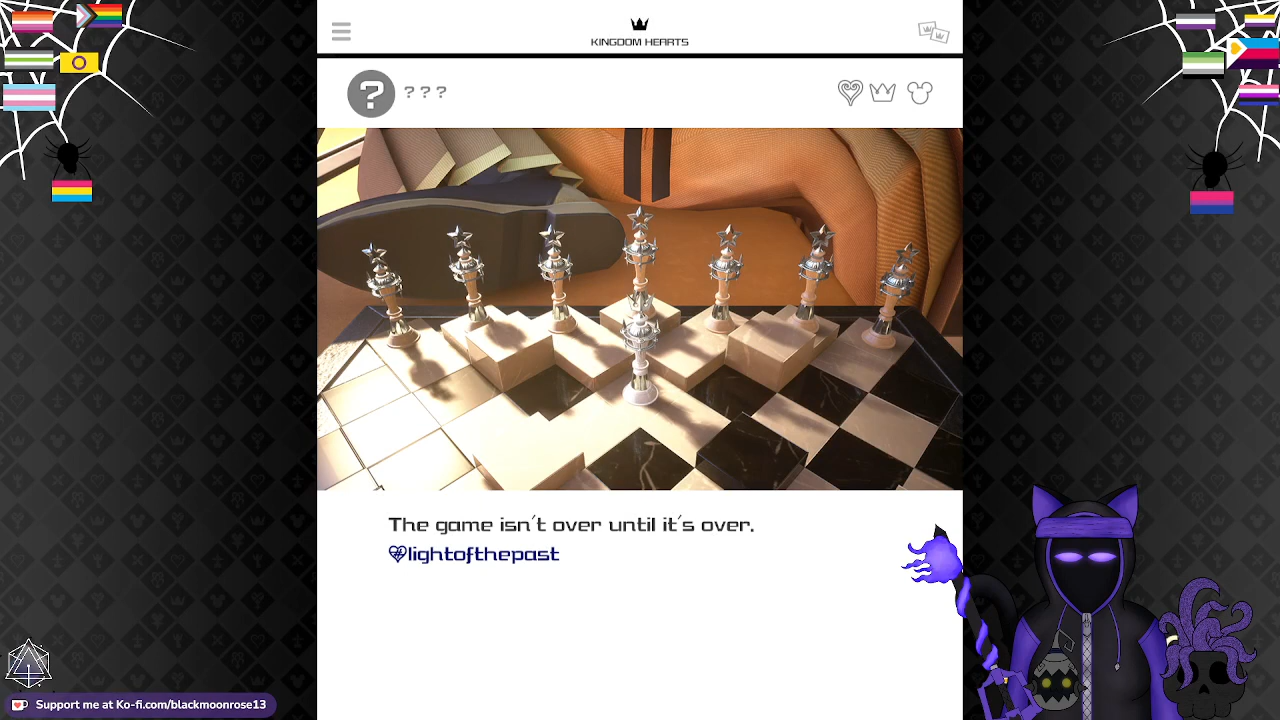 KINGDOM HEARTS
? ? ? ?
The game isn't over until it's over.
lightofthepast
Support me at Ko-fi.com/blackmoonrose13